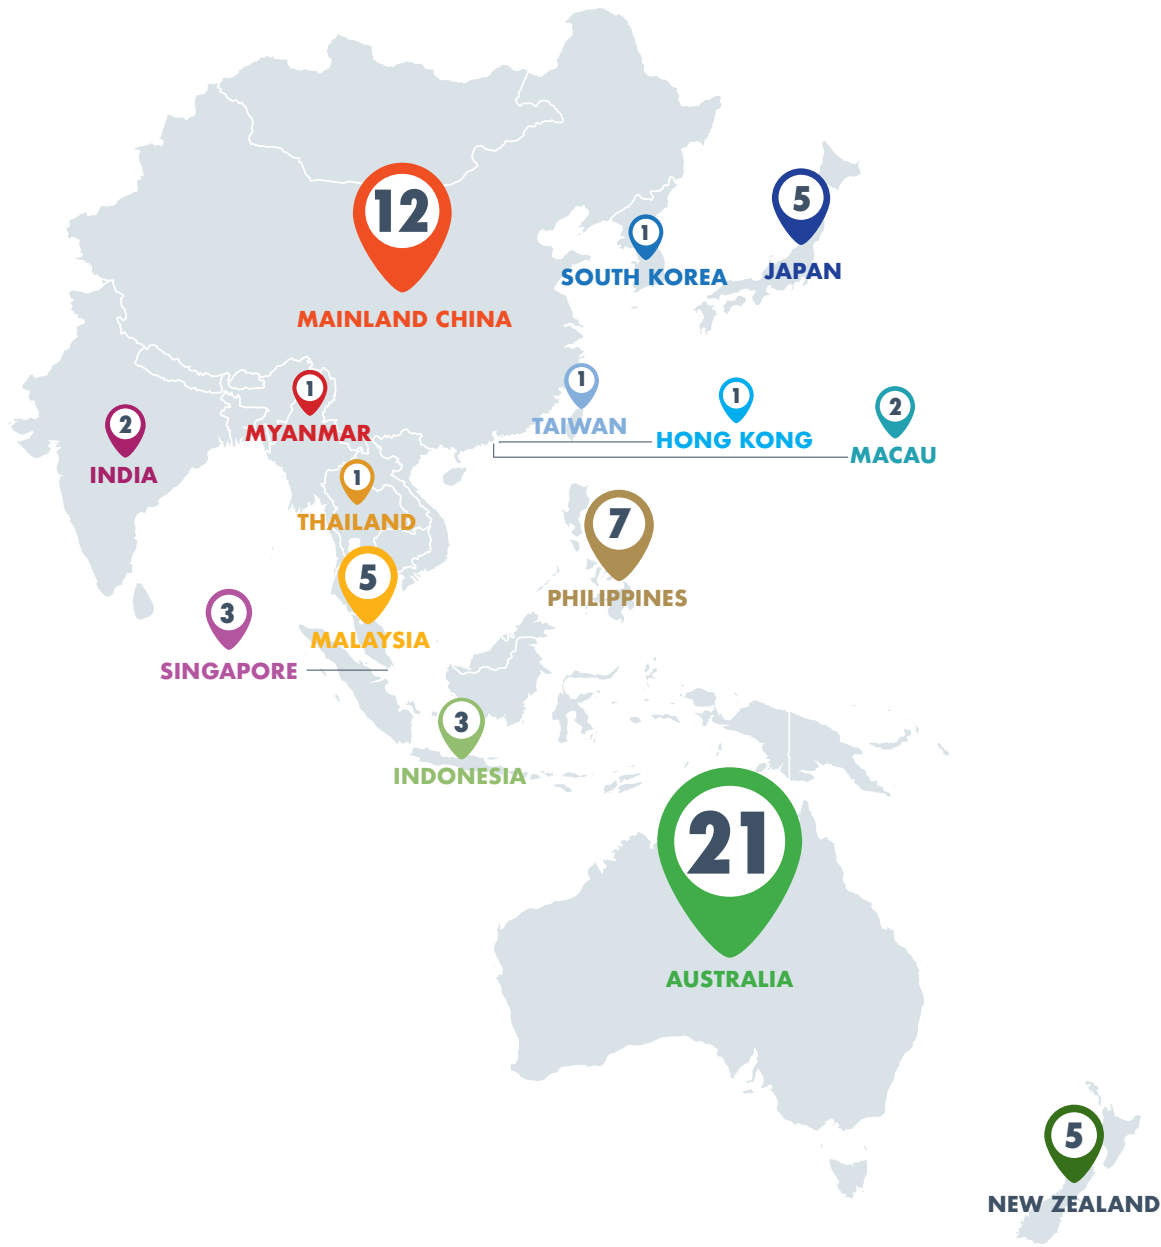 12
MAINLAND CHINA
5
JAPAN
1
SOUTH KOREA
1
MYANMAR
1
TAIWAN
1
HONG KONG
2
MACAU
2
INDIA
1
THAILAND
7
PHILIPPINES
5
MALAYSIA
3
SINGAPORE
3
INDONESIA
21
AUSTRALIA
5
NEW ZEALAND